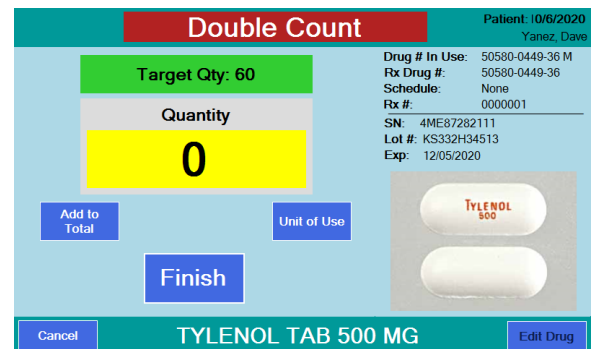 Double Count
Patient: I0/6/2020
Yanez, Dave
Target Qty: 60
Quantity
0
Add to
Total
Unit of Use
Finish
Drug # In Use: 50580-0449-36 M
Rx Drug #: 50580-0449-36
Schedule: None
Rx #: 0000001
SN: 4ME87282111
Lot #: KS332H34513
Exp: 12/05/2020
TYLENOL
500
Cancel
TYLENOL TAB 500 MG
Edit Drug